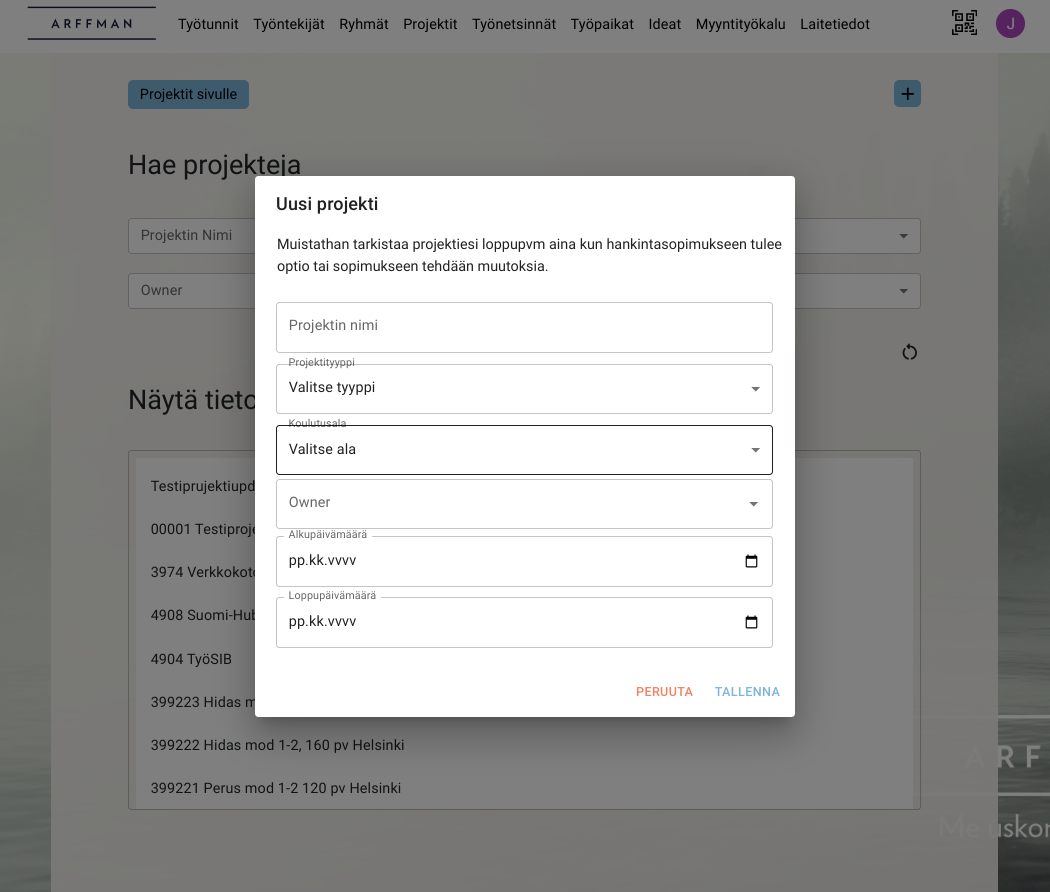 ARFFMAN
Työtunnit Työntekijät Ryhmät Projektit Työnetsinnät Työpaikat Ideat Myyntityökalu Laitetiedot
J
Projektit sivulle
+
Hae projekteja
Projektin Nimi
Owner
Näytä tieto
Testiprujektiupd
00001 Testiproje
3974 Verkkokoto
4908 Suomi-Hub
4904 TyöSIB
399223 Hidas m
399222 Hidas mod 1-2, 160 pv Helsinki
399221 Perus mod 1-2 120 pv Helsinki
Uusi projekti
Muistathan tarkistaa projektiesi loppupvm aina kun hankintasopimukseen tulee
optio tai sopimukseen tehdään muutoksia.
Projektin nimi
Projektityyppi
Valitse tyyppi
Koulutusala
Valitse ala
Owner
Alkupäivämäärä
pp.kk.vvvv
Loppupäivämäärä
pp.kk.vvvv
PERUUTA TALLENNA
ARF
Me uskom